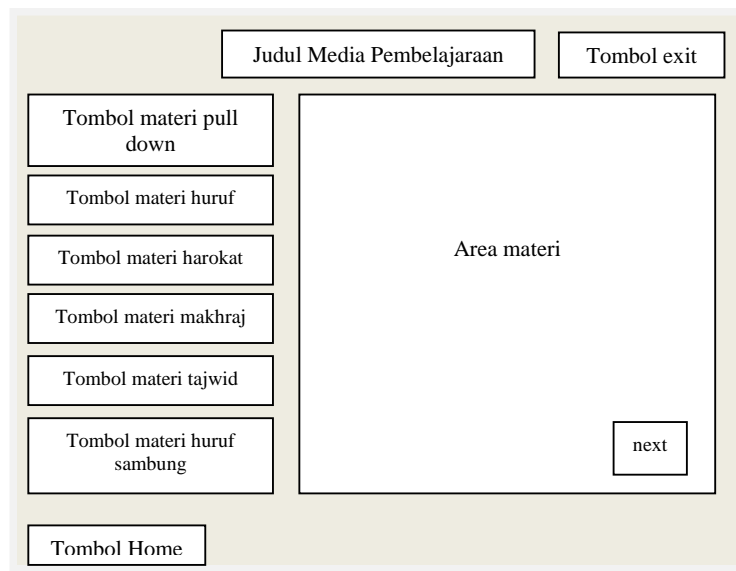 Judul Media Pembelajaraan
Tombol exit
Tombol materi pull
down
Tombol materi huruf
Tombol materi harokat
Tombol materi makhraj
Tombol materi tajwid
Tombol materi huruf
sambung
Area materi
next
Tombol Home